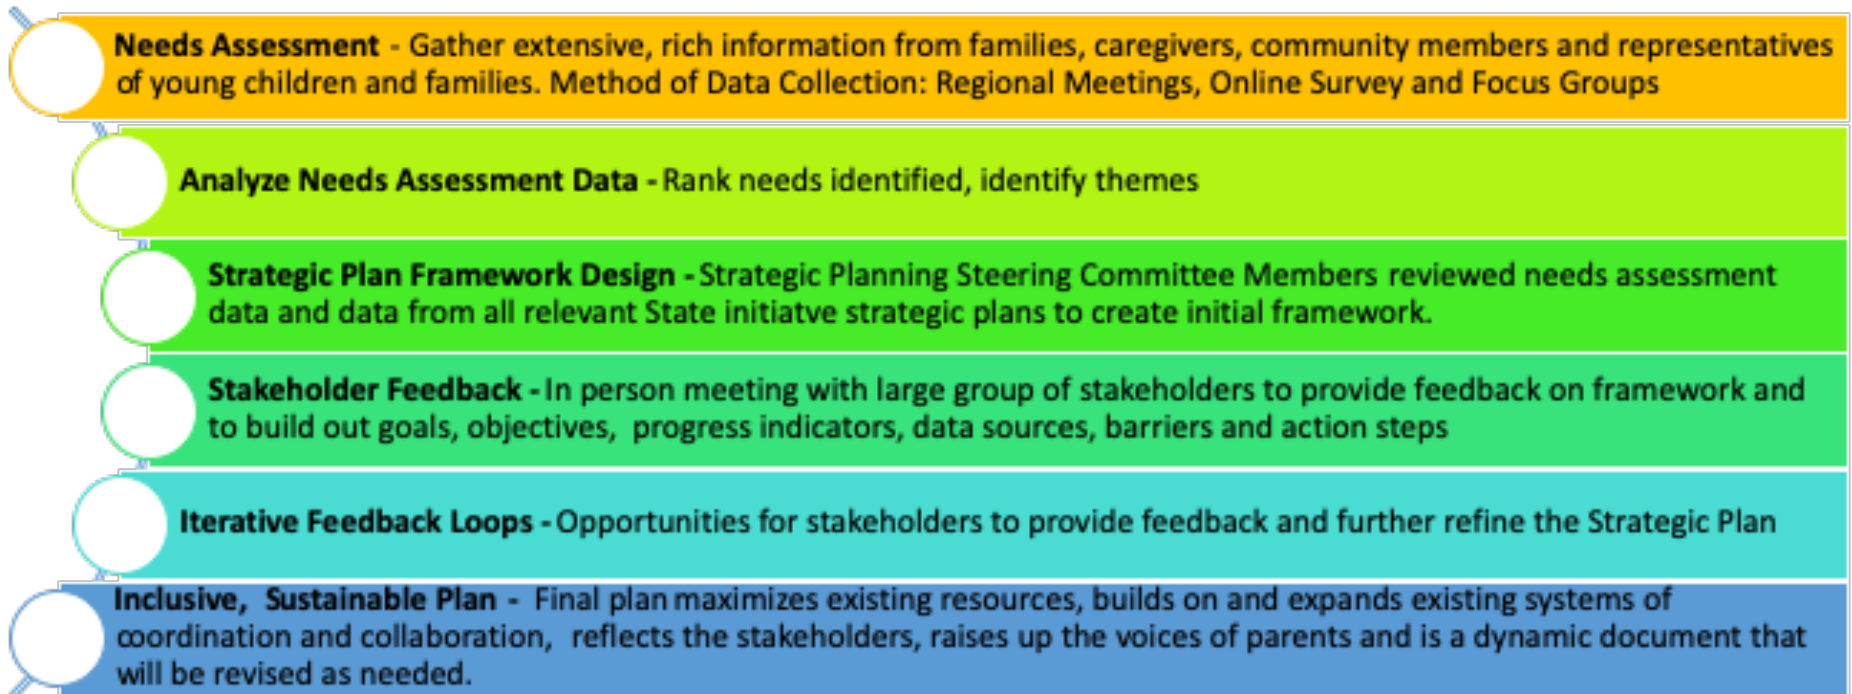 Needs Assessment - Gather extensive, rich information from families, caregivers, community members and representatives
of young children and families. Method of Data Collection: Regional Meetings, Online Survey and Focus Groups
Analyze Needs Assessment Data - Rank needs identified, identify themes
Strategic Plan Framework Design - Strategic Planning Steering Committee Members reviewed needs assessment
data and data from all relevant State initiatve strategic plans to create initial framework.
Stakeholder Feedback - In person meeting with large group of stakeholders to provide feedback on framework and
to build out goals, objectives, progress indicators, data sources, barriers and action steps
Iterative Feedback Loops - Opportunities for stakeholders to provide feedback and further refine the Strategic Plan
Inclusive, Sustainable Plan - Final plan maximizes existing resources, builds on and expands existing systems of
coordination and collaboration, reflects the stakeholders, raises up the voices of parents and is a dynamic document that
will be revised as needed.